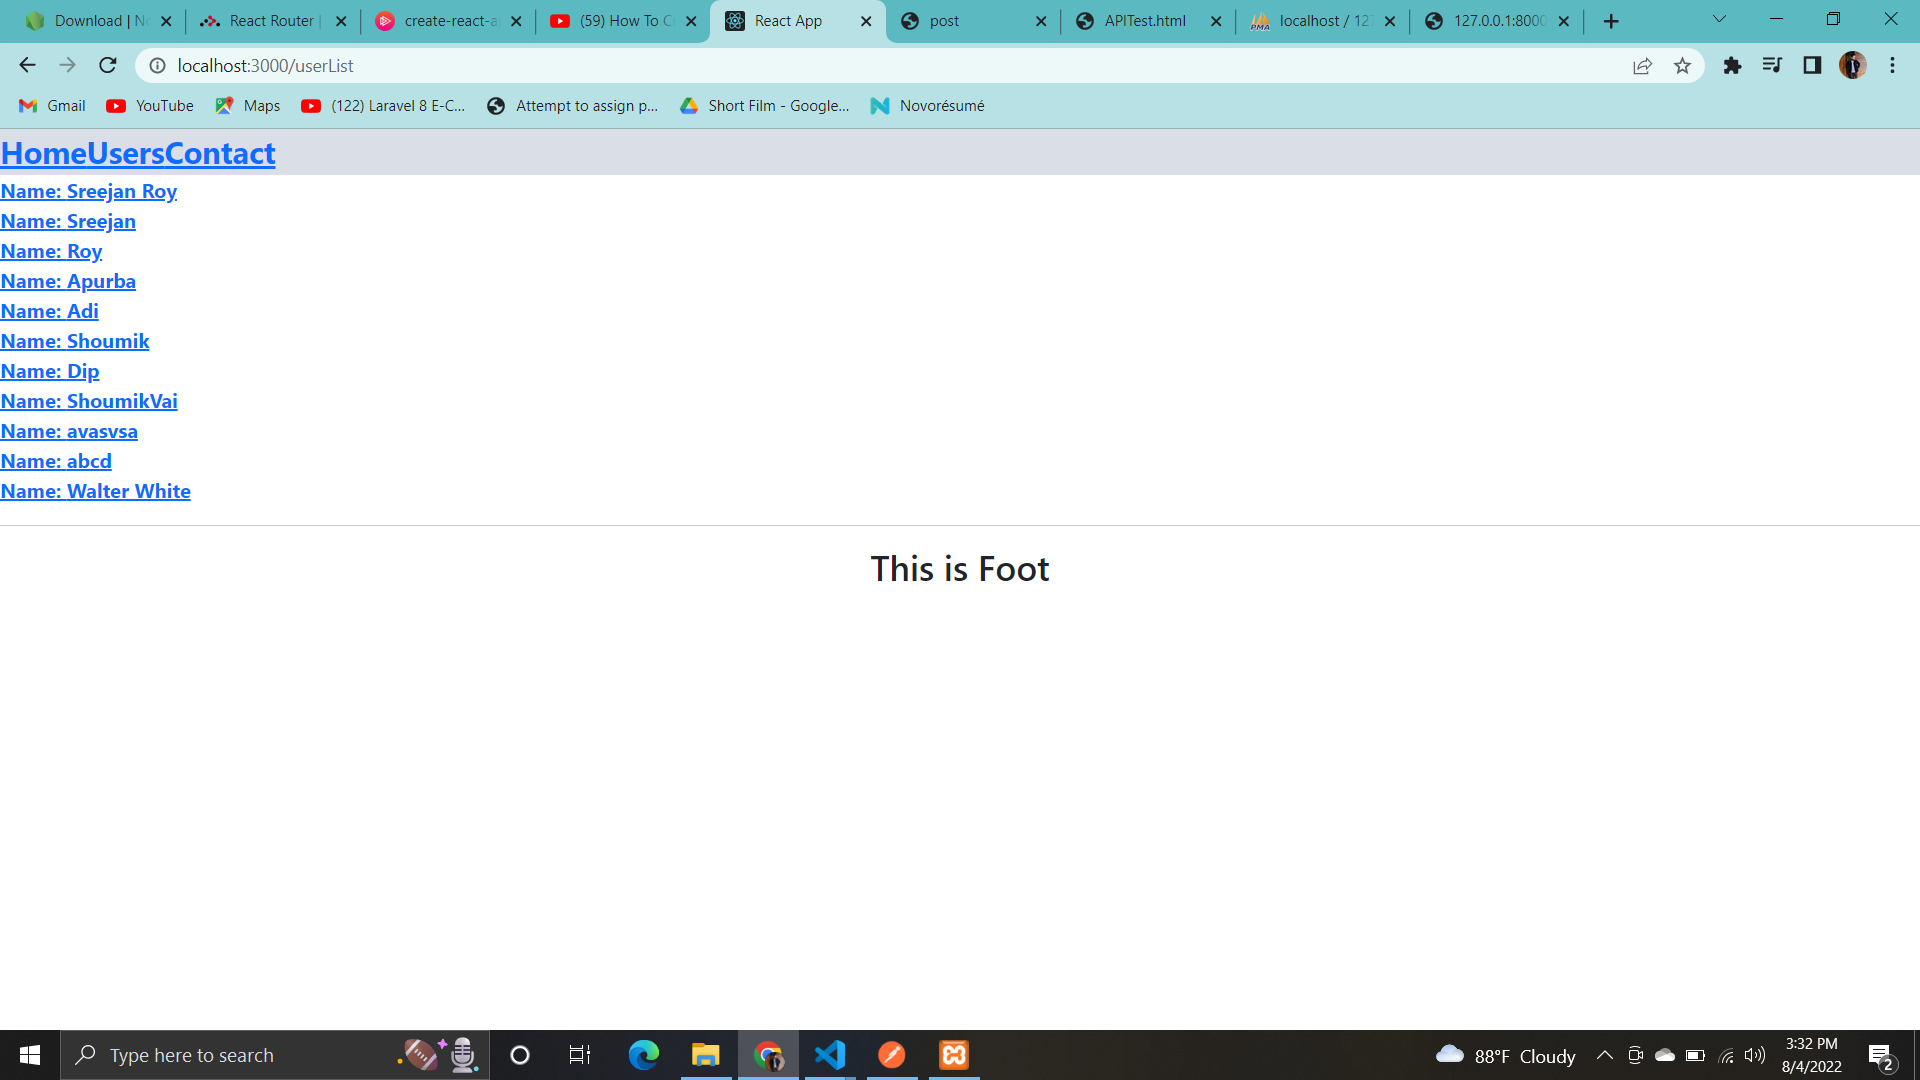 Download | No
React Router |
create-react-a
(59) How To C
React App
post
APITest.html
localhost / 127
127.0.0.1:8000
localhost:3000/userList
Gmail
YouTube
Maps
(122) Laravel 8 E-C...
Attempt to assign p...
Short Film - Google...
Novorésumé
HomeUsersContact
Name: Sreejan Roy
Name: Sreejan
Name: Roy
Name: Apurba
Name: Adi
Name: Shoumik
Name: Dip
Name: ShoumikVai
Name: avasvsa
Name: abcd
Name: Walter White
This is Foot
Type here to search
88°F Cloudy
3:32 PM
8/4/2022
2